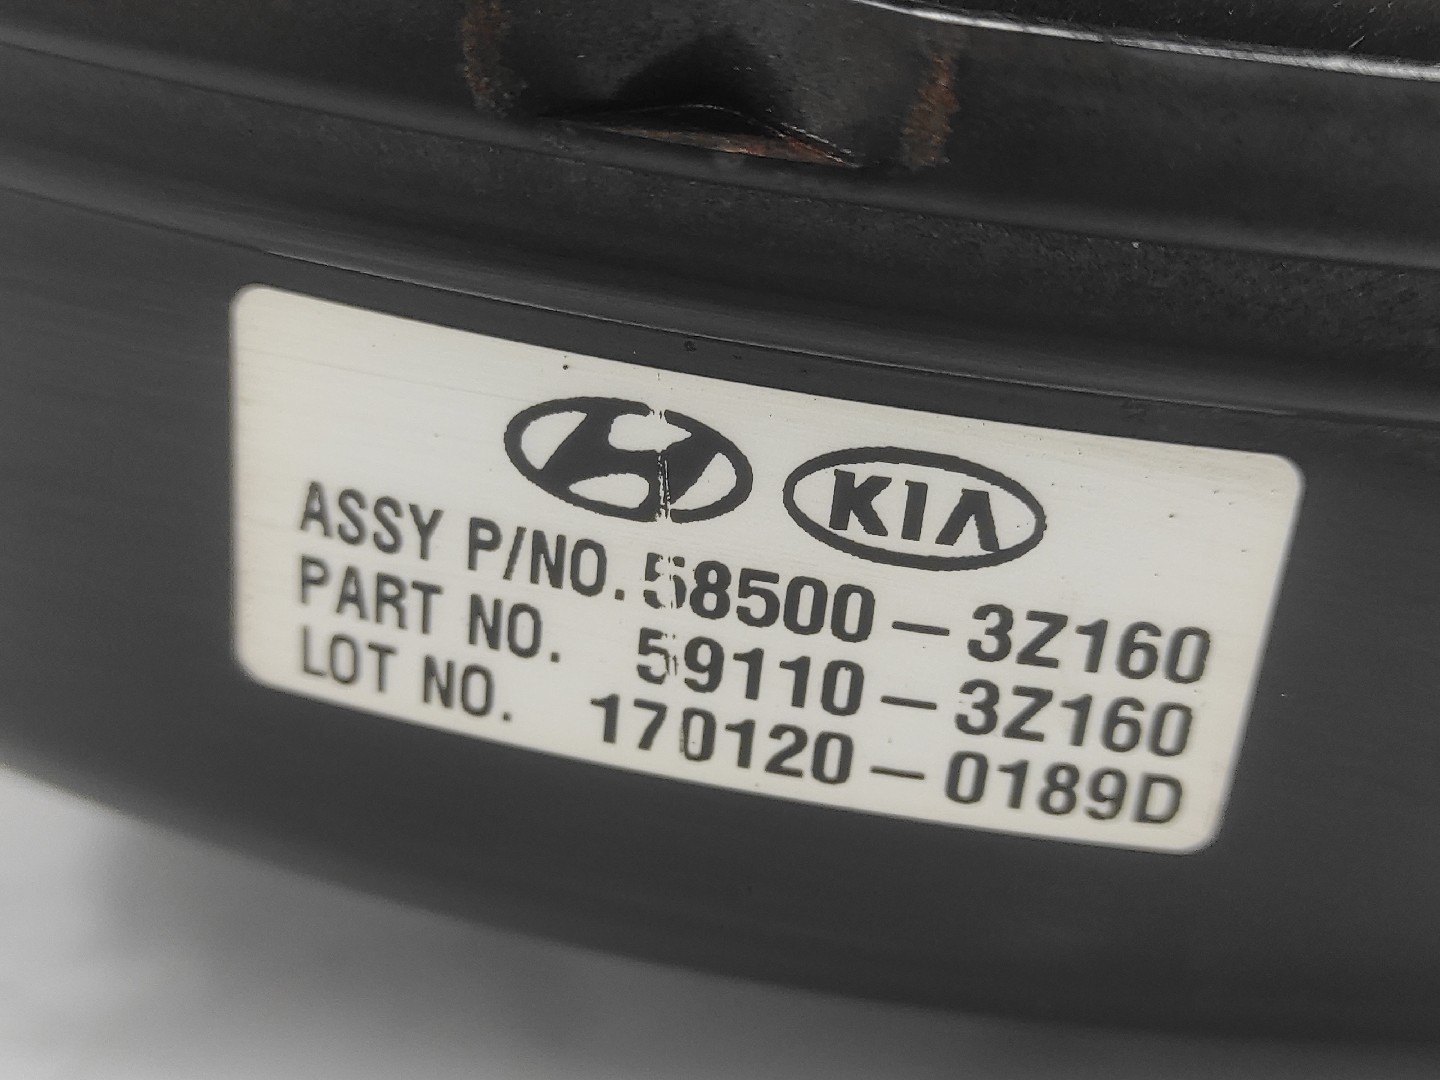 KIA
ASSY P/NO. 58500-3Z160
PART NO. 59110-3Z160
LOT NO. 170120-0189D